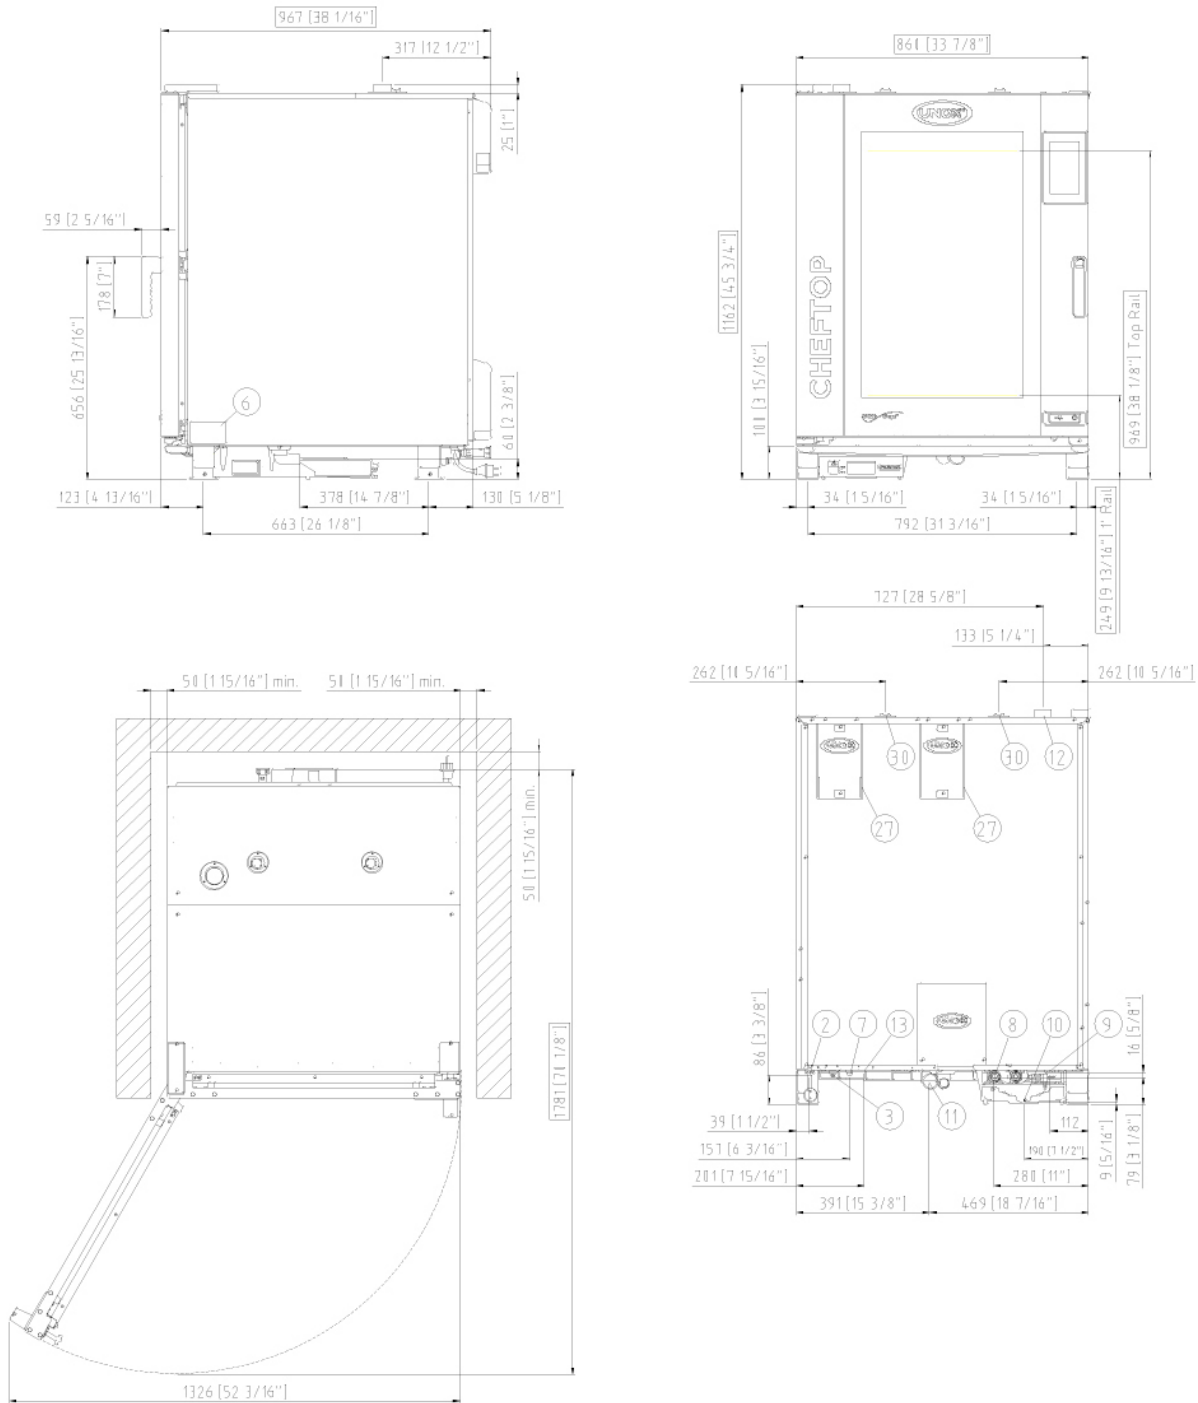 967 [38 1/16"]
317 [12 1/2"]
25 [1"]
59 [2 5/16"]
178 [7"]
656 [25 13/16"]
6
60 [2 3/8"]
123 [4 13/16"]
378 [14 7/8"]
130 [5 1/8"]
663 [26 1/8"]
860 [33 7/8"]
UNOX
1162 [45 3/4"]
CHEFTOP
100 [3 15/16"]
969 [38 1/8"] Top Rail
34 [1 5/16"]
34 [1 5/16"]
792 [31 3/16"]
249 [9 13/16"] 1° Rail
50 [1 15/16"] min.
50 [1 15/16"] min.
50 [1 15/16"] min.
1781 [70 1/8"]
1326 [52 3/16"]
727 [28 5/8"]
133 [5 1/4"]
262 [10 5/16"]
262 [10 5/16"]
UNOX
UNOX
30
30
12
27
27
UNOX
86 [3 3/8"]
2
7
13
8
10
9
16 [5/8"]
3
11
39 [1 1/2"]
112
157 [6 3/16"]
190 [7 1/2"]
9 [5/16"]
79 [3 1/8"]
201 [7 15/16"]
280 [11"]
391 [15 3/8"]
469 [18 7/16"]